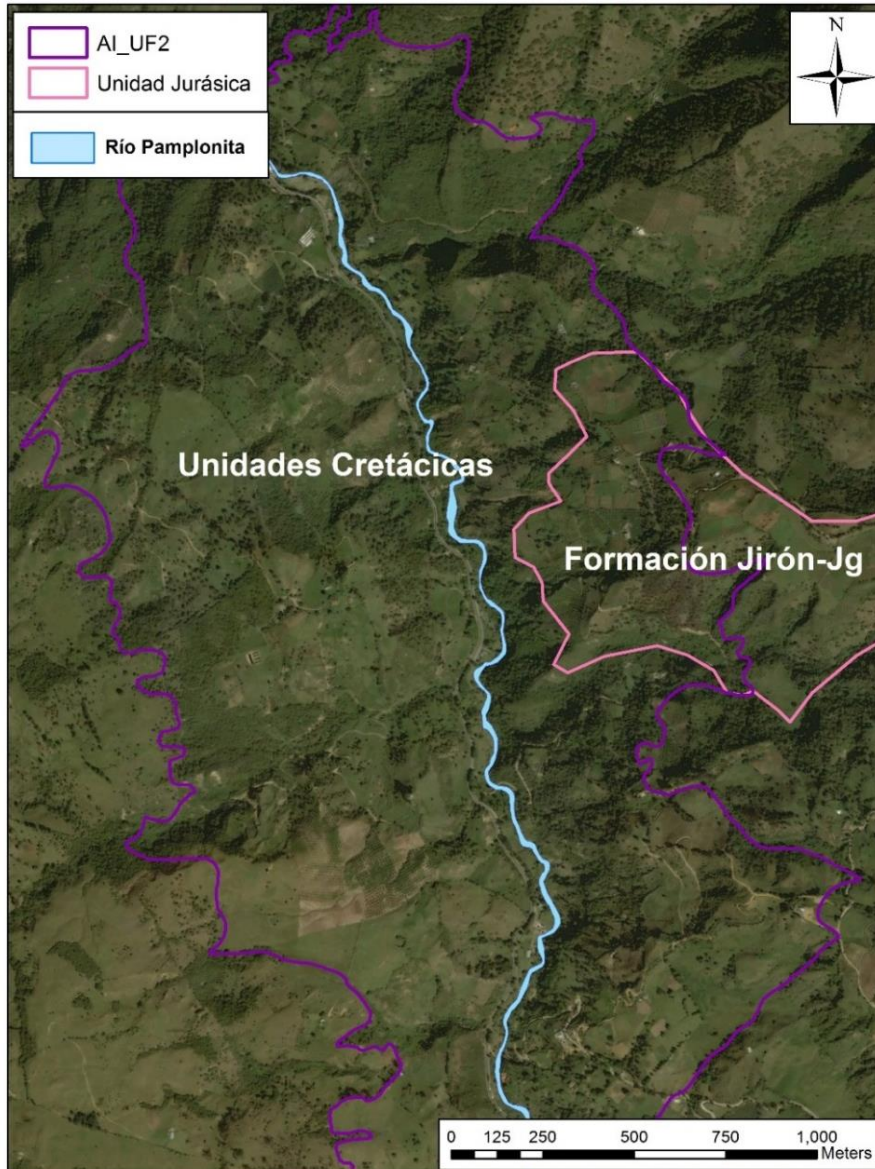 AI_UF2
Unidad Jurásica
Río Pamplonita
N
Unidades Cretácicas
Formación Jirón-Jg
0 125 250 500 750 1,000
Meters